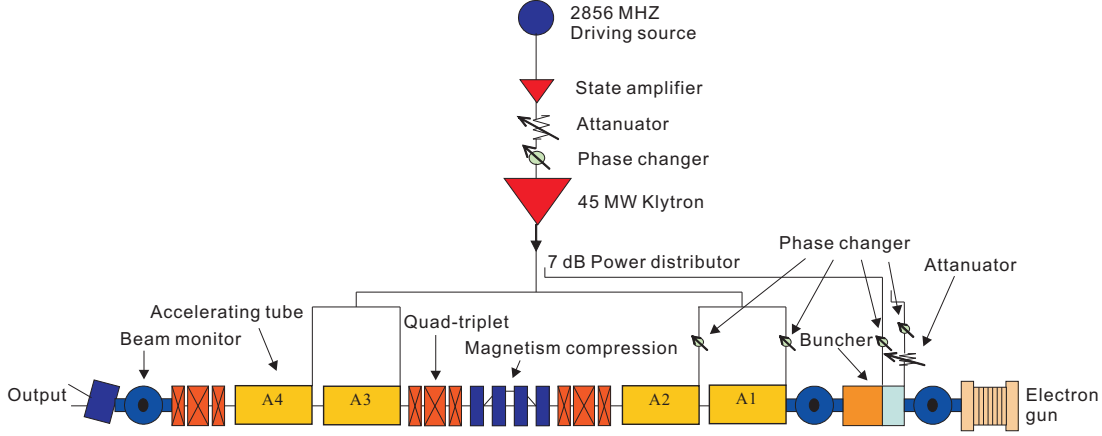 2856 MHZ
Driving source
State amplifier
Attanuator
Phase changer
45 MW Klytron
Phase changer
7 dB Power distributor
Attanuator
Accelerating tube
Quad-triplet
Beam monitor
Buncher
Magnetism compression
Output
A4
A3
A2
A1
Electron
gun